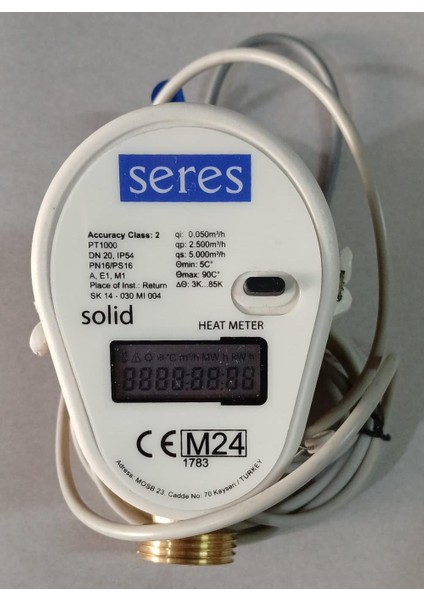 seres
Accuracy Class: 2
PT1000
DN 20, IP54
PN16/PS16
A, E1, M1
Place of Inst.: Return
SK 14 - 030 MI 004
qi: 0.050m³/h
qp: 2.500m³/h
qs: 5.000m³/h
Θmin: 5C°
Θmax: 90C°
ΔΘ: 3K...85K
solid
HEAT METER
CE M24
1783
Adres: MOSB 23. Cadde No: 70 Kayseri / TURKEY